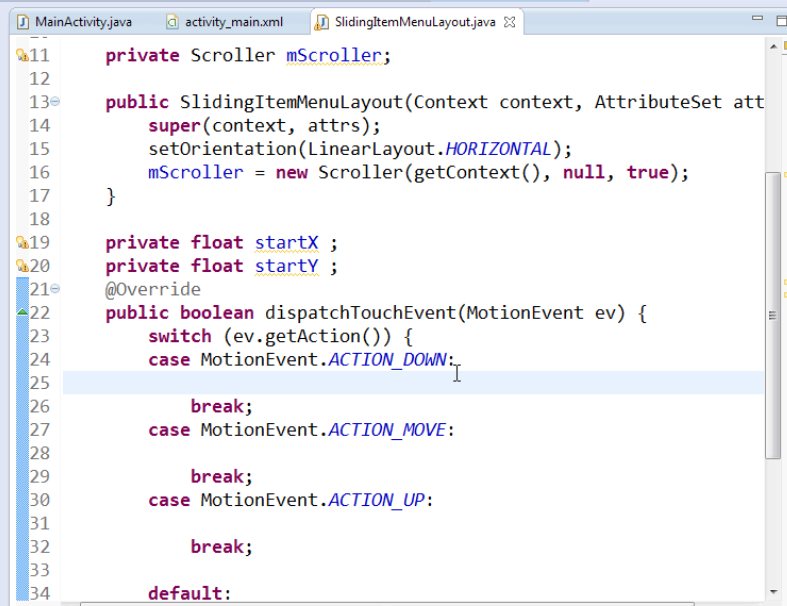 MainActivity.java activity_main.xml SlidingItemMenuLayout.java
11 private Scroller mScroller;
12
13 public SlidingItemMenuLayout(Context context, AttributeSet att
14 super(context, attrs);
15 setOrientation(LinearLayout.HORIZONTAL);
16 mScroller = new Scroller(getContext(), null, true);
17 }
18
19 private float startX ;
20 private float startY ;
21 @Override
22 public boolean dispatchTouchEvent(MotionEvent ev) {
23 switch (ev.getAction()) {
24 case MotionEvent.ACTION_DOWN:
25
26 break;
27 case MotionEvent.ACTION_MOVE:
28
29 break;
30 case MotionEvent.ACTION_UP:
31
32 break;
33
34 default: